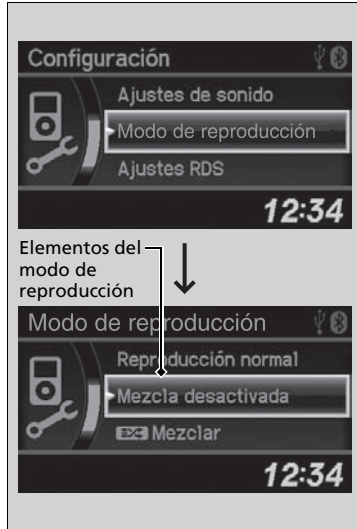 Configuración
Ajustes de sonido
Modo de reproducción
Ajustes RDS
12:34
Elementos del
modo de
reproducción
Modo de reproducción
Reproducción normal
Mezcla desactivada
Mezclar
12:34